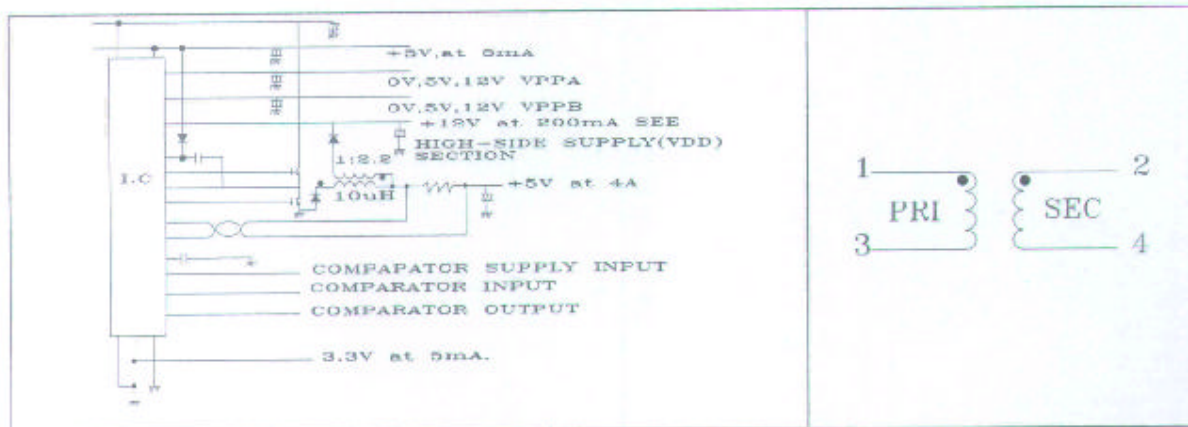 +5V,at 5mA
0V,5V,12V VPPA
0V,5V,12V VPPB
+12V at 200mA SEE
HIGH-SIDE SUPPLY(VDD)
SECTION
1:2.2
I.C
+5V at 4A
10uH
COMPAPATOR SUPPLY INPUT
COMPARATOR INPUT
COMPARATOR OUTPUT
3.3V at 5mA.
1
2
PRI
SEC
3
4